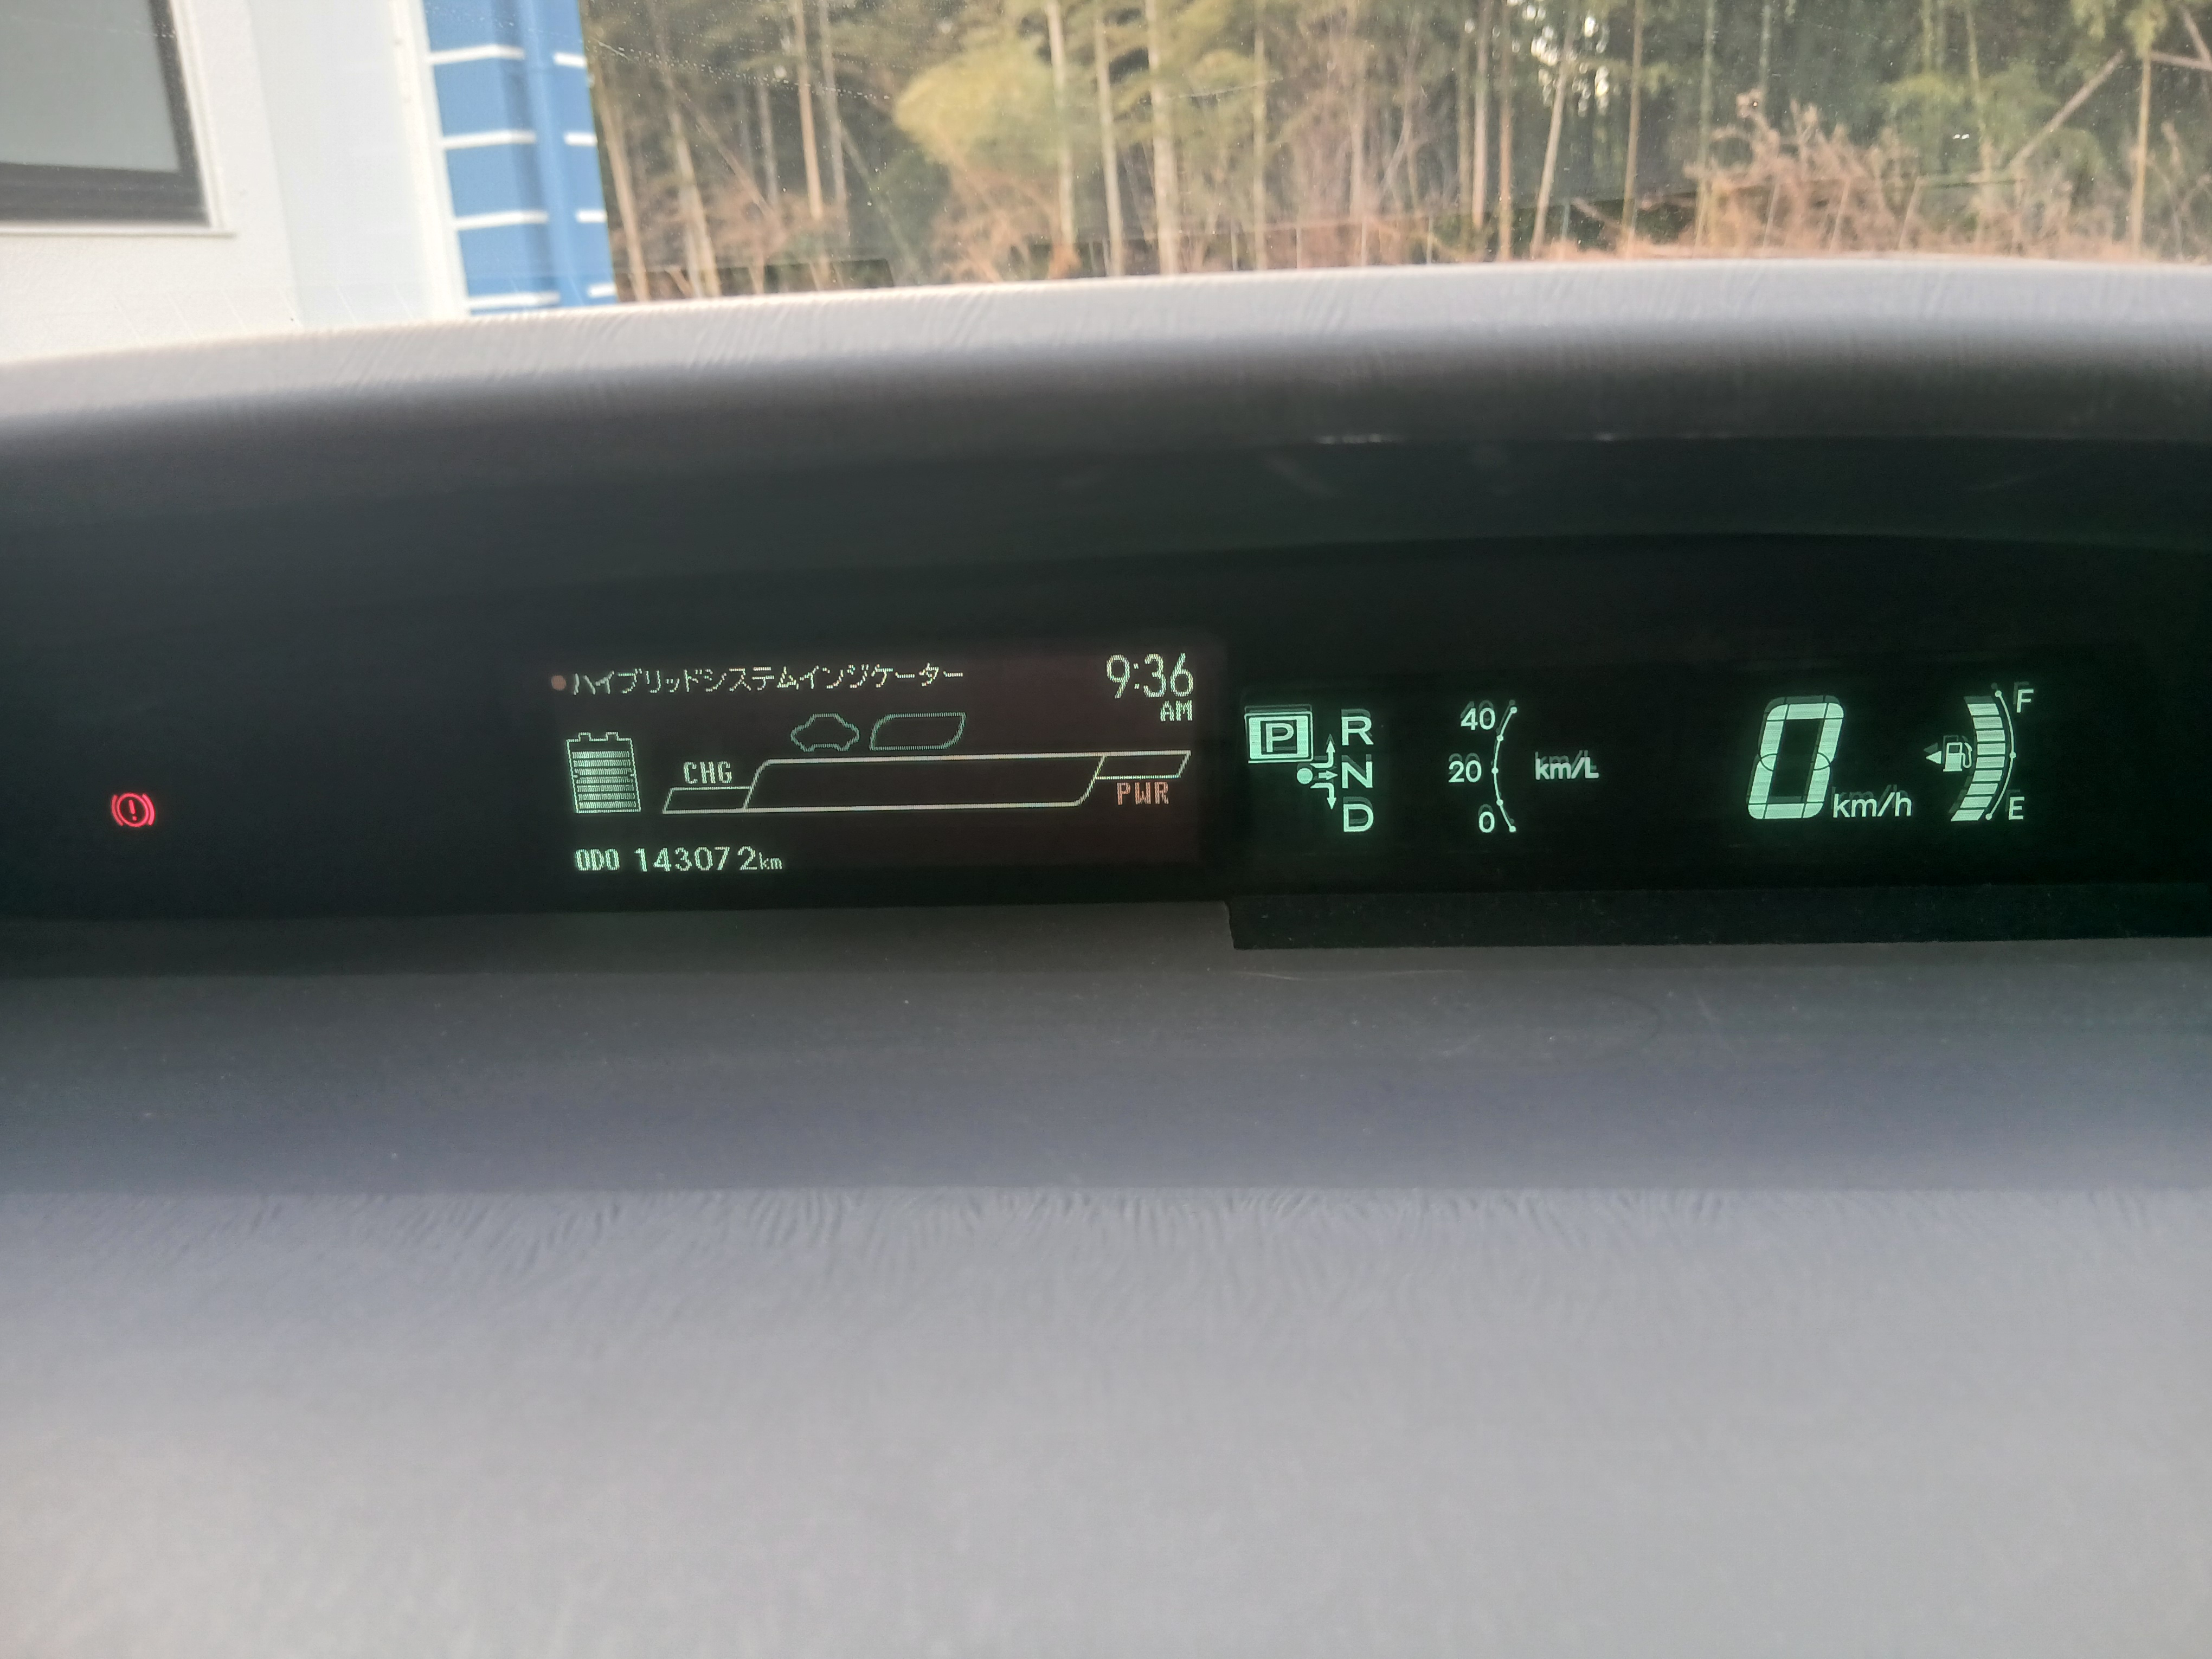 ハイブリッドシステムインジケーター
9:36
AM
CHG
PWR
ODO 143072km
P
R
N
D
40
20
0
km/L
0 km/h
F
E